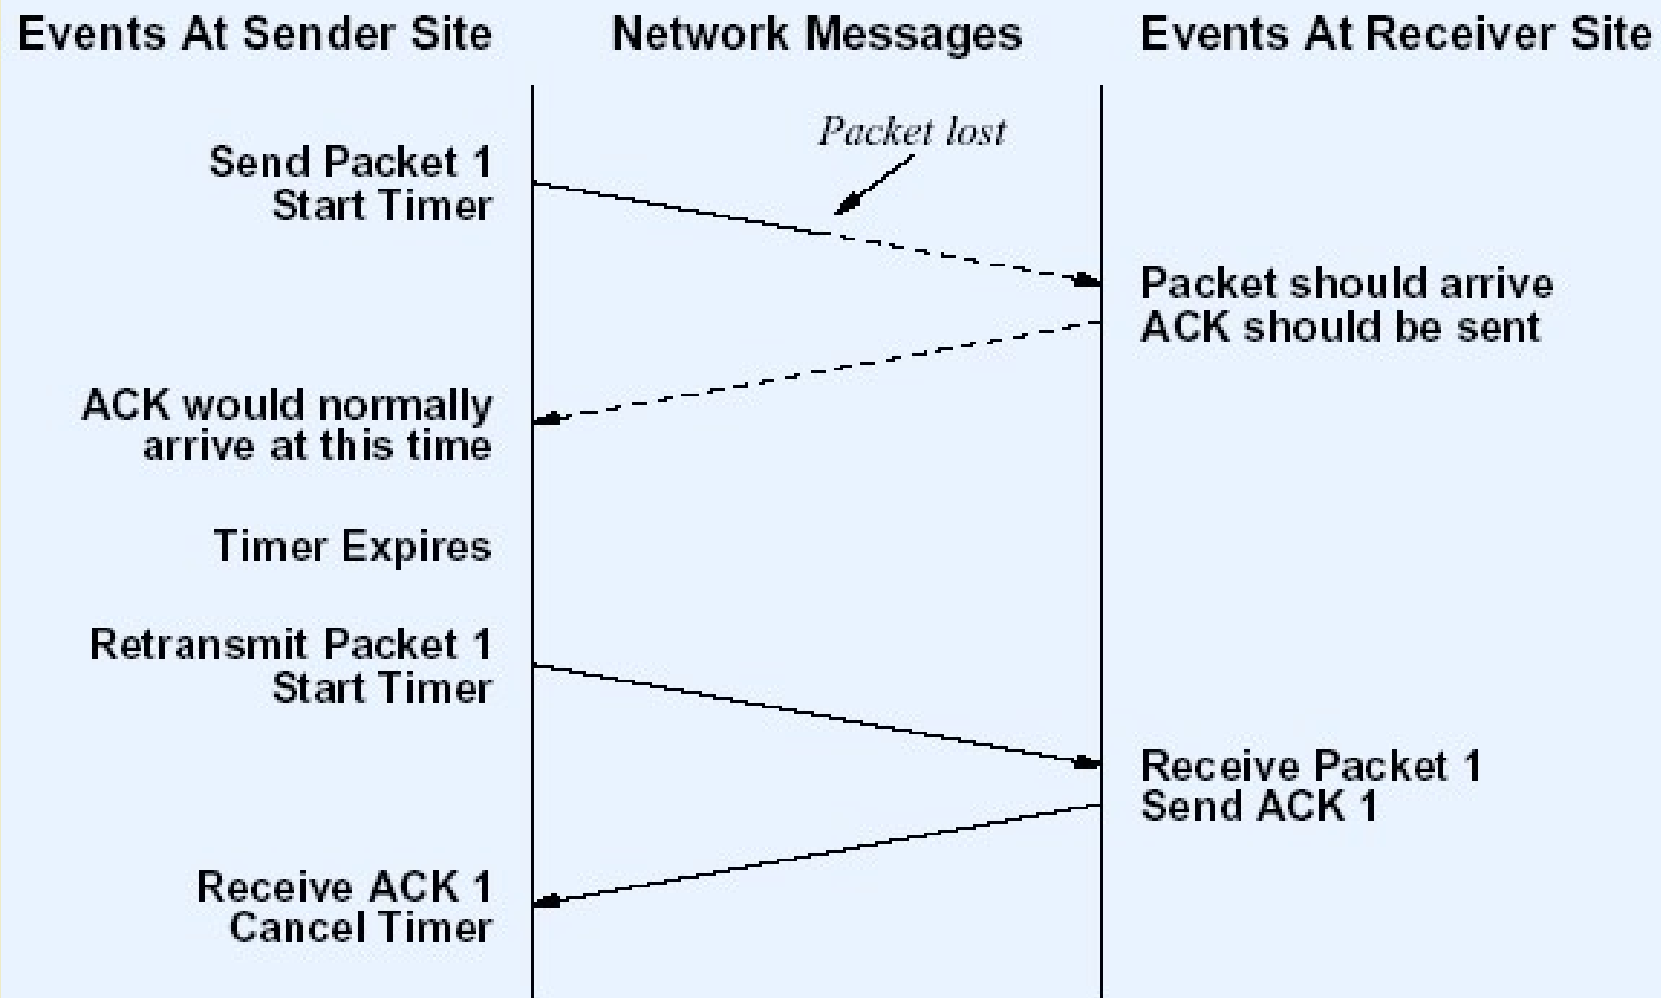 Events At Sender Site
Network Messages
Events At Receiver Site
Packet lost
Send Packet 1
Start Timer
Packet should arrive
ACK should be sent
ACK would normally
arrive at this time
Timer Expires
Retransmit Packet 1
Start Timer
Receive Packet 1
Send ACK 1
Receive ACK 1
Cancel Timer